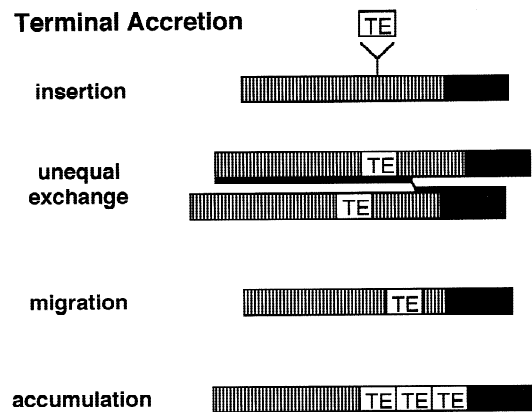 Terminal Accretion
TE
insertion
TE
unequal
exchange
TE
migration
TE
accumulation
TE TE TE